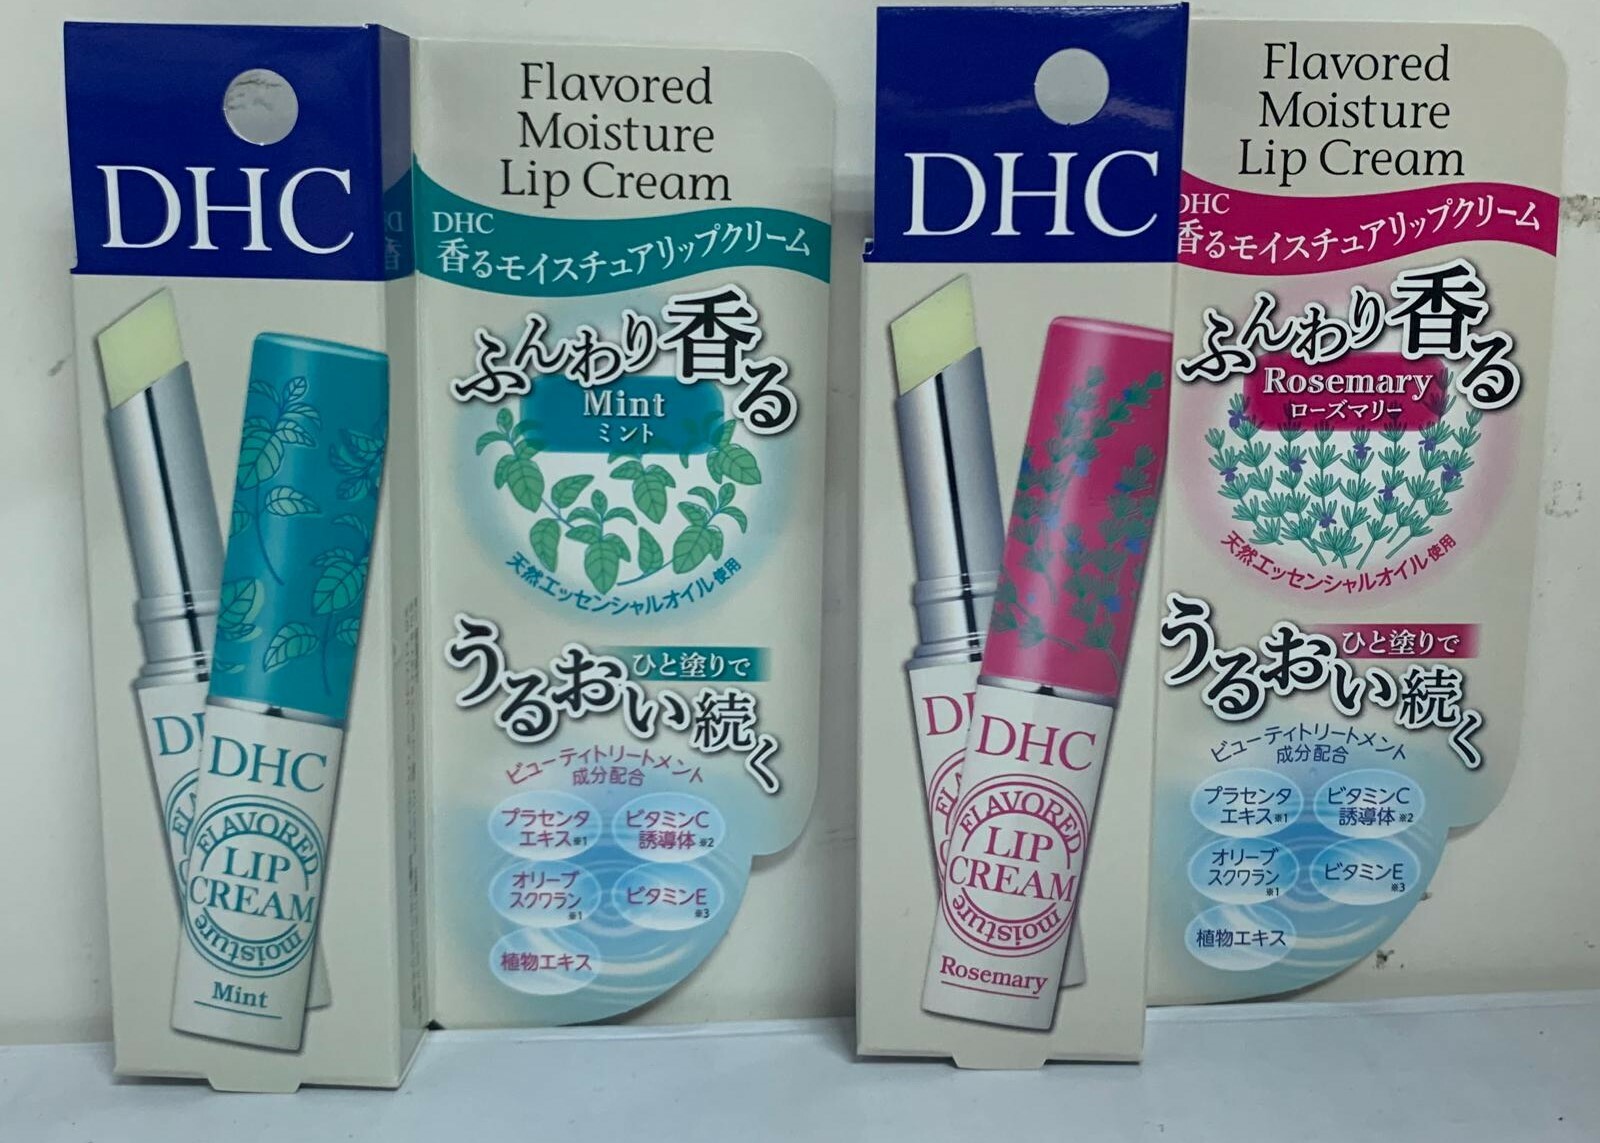 DHC
Flavored
Moisture
Lip Cream
DHC
香るモイスチュアリップクリーム
ふんわり香る
Mint
ミント
天然エッセンシャルオイル使用
ひと塗りで
うるおい続く
ビューティトリートメント
成分配合
プラセンタ
エキス※1
ビタミンC
誘導体※2
オリーブ
スクワラン※1
ビタミンE※3
植物エキス
DHC
FLAVORED
LIP
CREAM
moisture
Mint
DHC
Flavored
Moisture
Lip Cream
DHC
香るモイスチュアリップクリーム
ふんわり香る
Rosemary
ローズマリー
天然エッセンシャルオイル使用
ひと塗りで
うるおい続く
ビューティトリートメント
成分配合
プラセンタ
エキス※1
ビタミンC
誘導体※2
オリーブ
スクワラン※1
ビタミンE※3
植物エキス
DHC
FLAVORED
LIP
CREAM
moisture
Rosemary